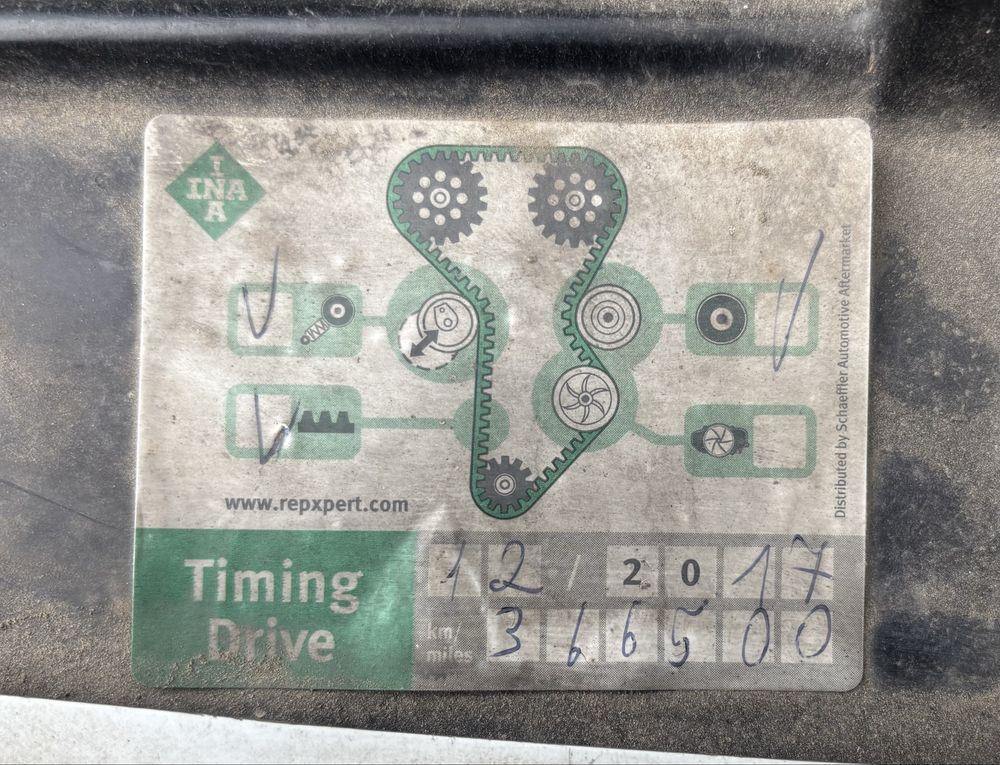 I
INA
A
www.repxpert.com
Distributed by Schaeffler Automotive Aftermarket
Timing
Drive
12 / 2017
km/
miles
366500